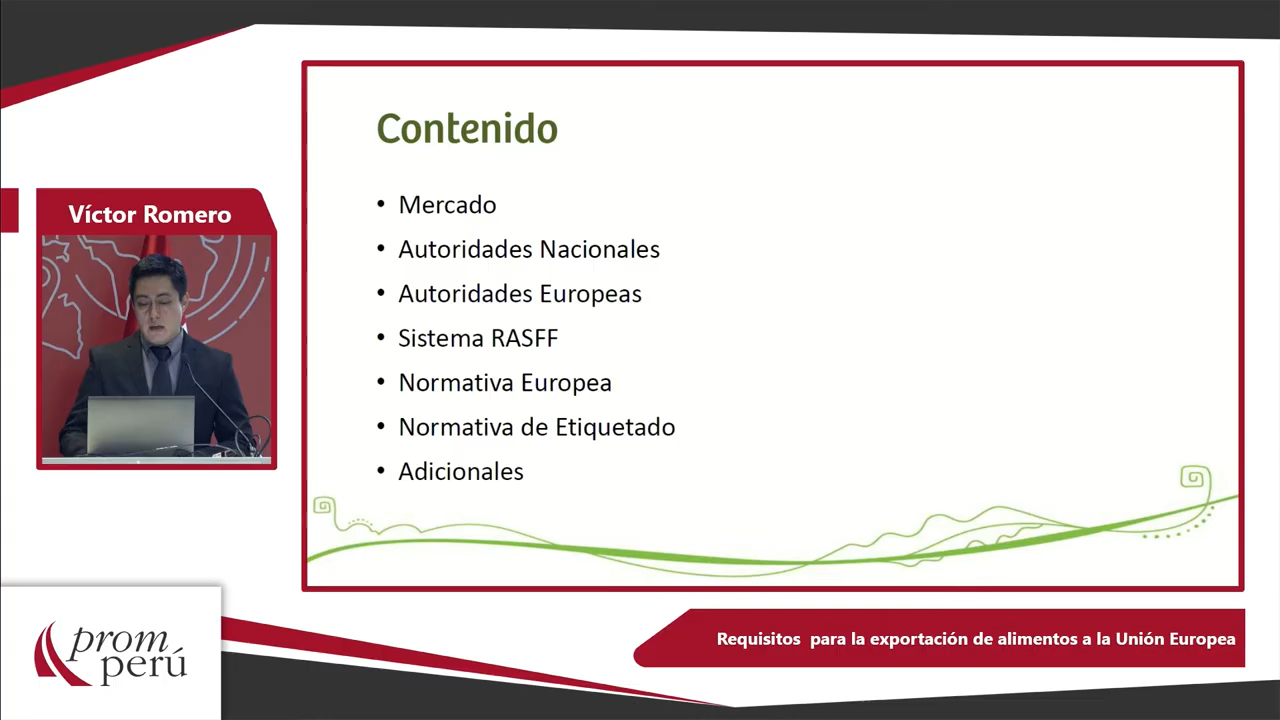 Víctor Romero
Contenido
• Mercado
• Autoridades Nacionales
• Autoridades Europeas
• Sistema RASFF
• Normativa Europea
• Normativa de Etiquetado
• Adicionales
prom
perú
Requisitos para la exportación de alimentos a la Unión Europea